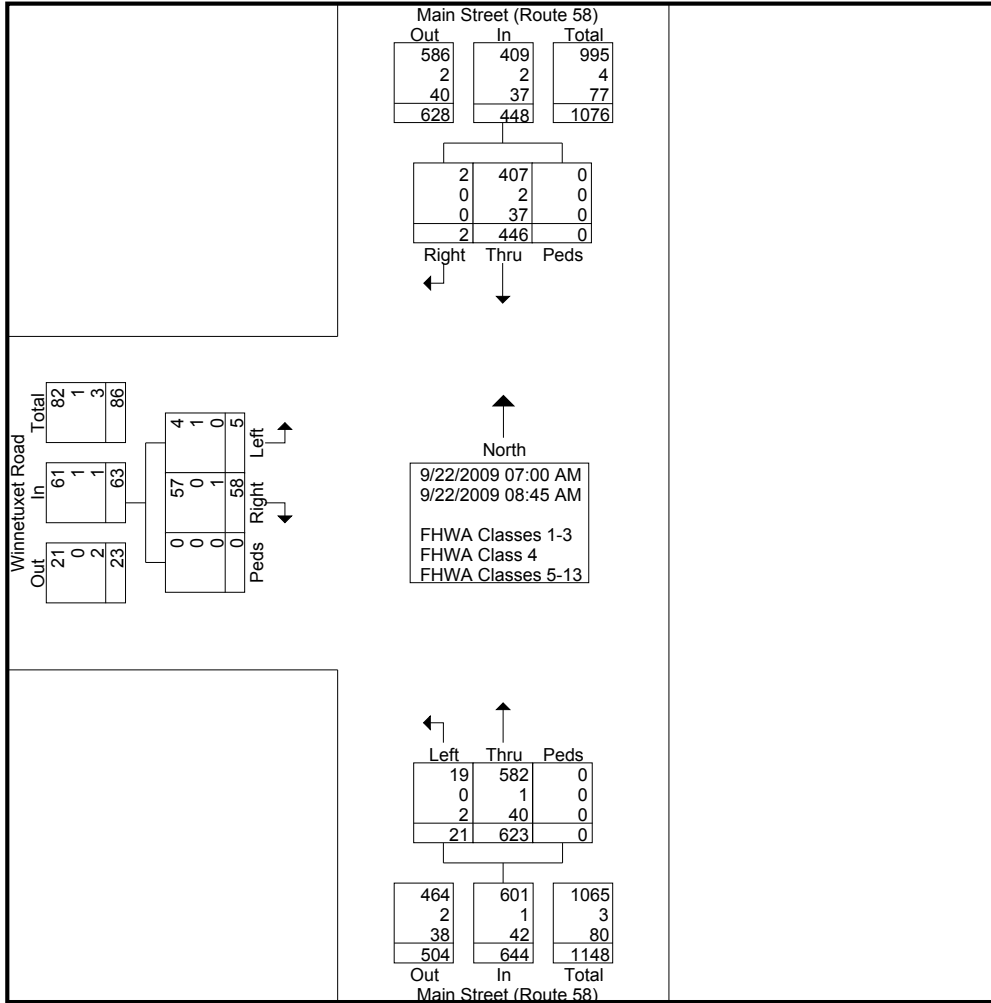 Main Street (Route 58)
Out In Total
586 409 995
2 2 4
40 37 77
628 448 1076
2 407 0
0 2 0
0 37 0
2 446 0
Right Thru Peds
Winnetuxet Road
Out In Total
21 61 82
0 1 1
2 1 3
23 63 86
0 57 4
0 0 1
0 1 0
0 58 5
Peds Right Left
North
9/22/2009 07:00 AM
9/22/2009 08:45 AM
FHWA Classes 1-3
FHWA Class 4
FHWA Classes 5-13
Left Thru Peds
19 582 0
0 1 0
2 40 0
21 623 0
464 601 1065
2 1 3
38 42 80
504 644 1148
Out In Total
Main Street (Route 58)